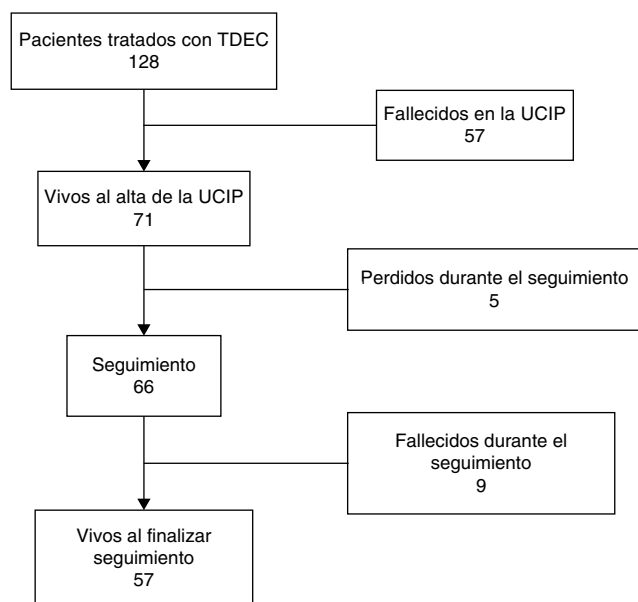 Pacientes tratados con TDEC
128
Fallecidos en la UCIP
57
Vivos al alta de la UCIP
71
Perdidos durante el seguimiento
5
Seguimiento
66
Fallecidos durante el
seguimiento
9
Vivos al finalizar
seguimiento
57